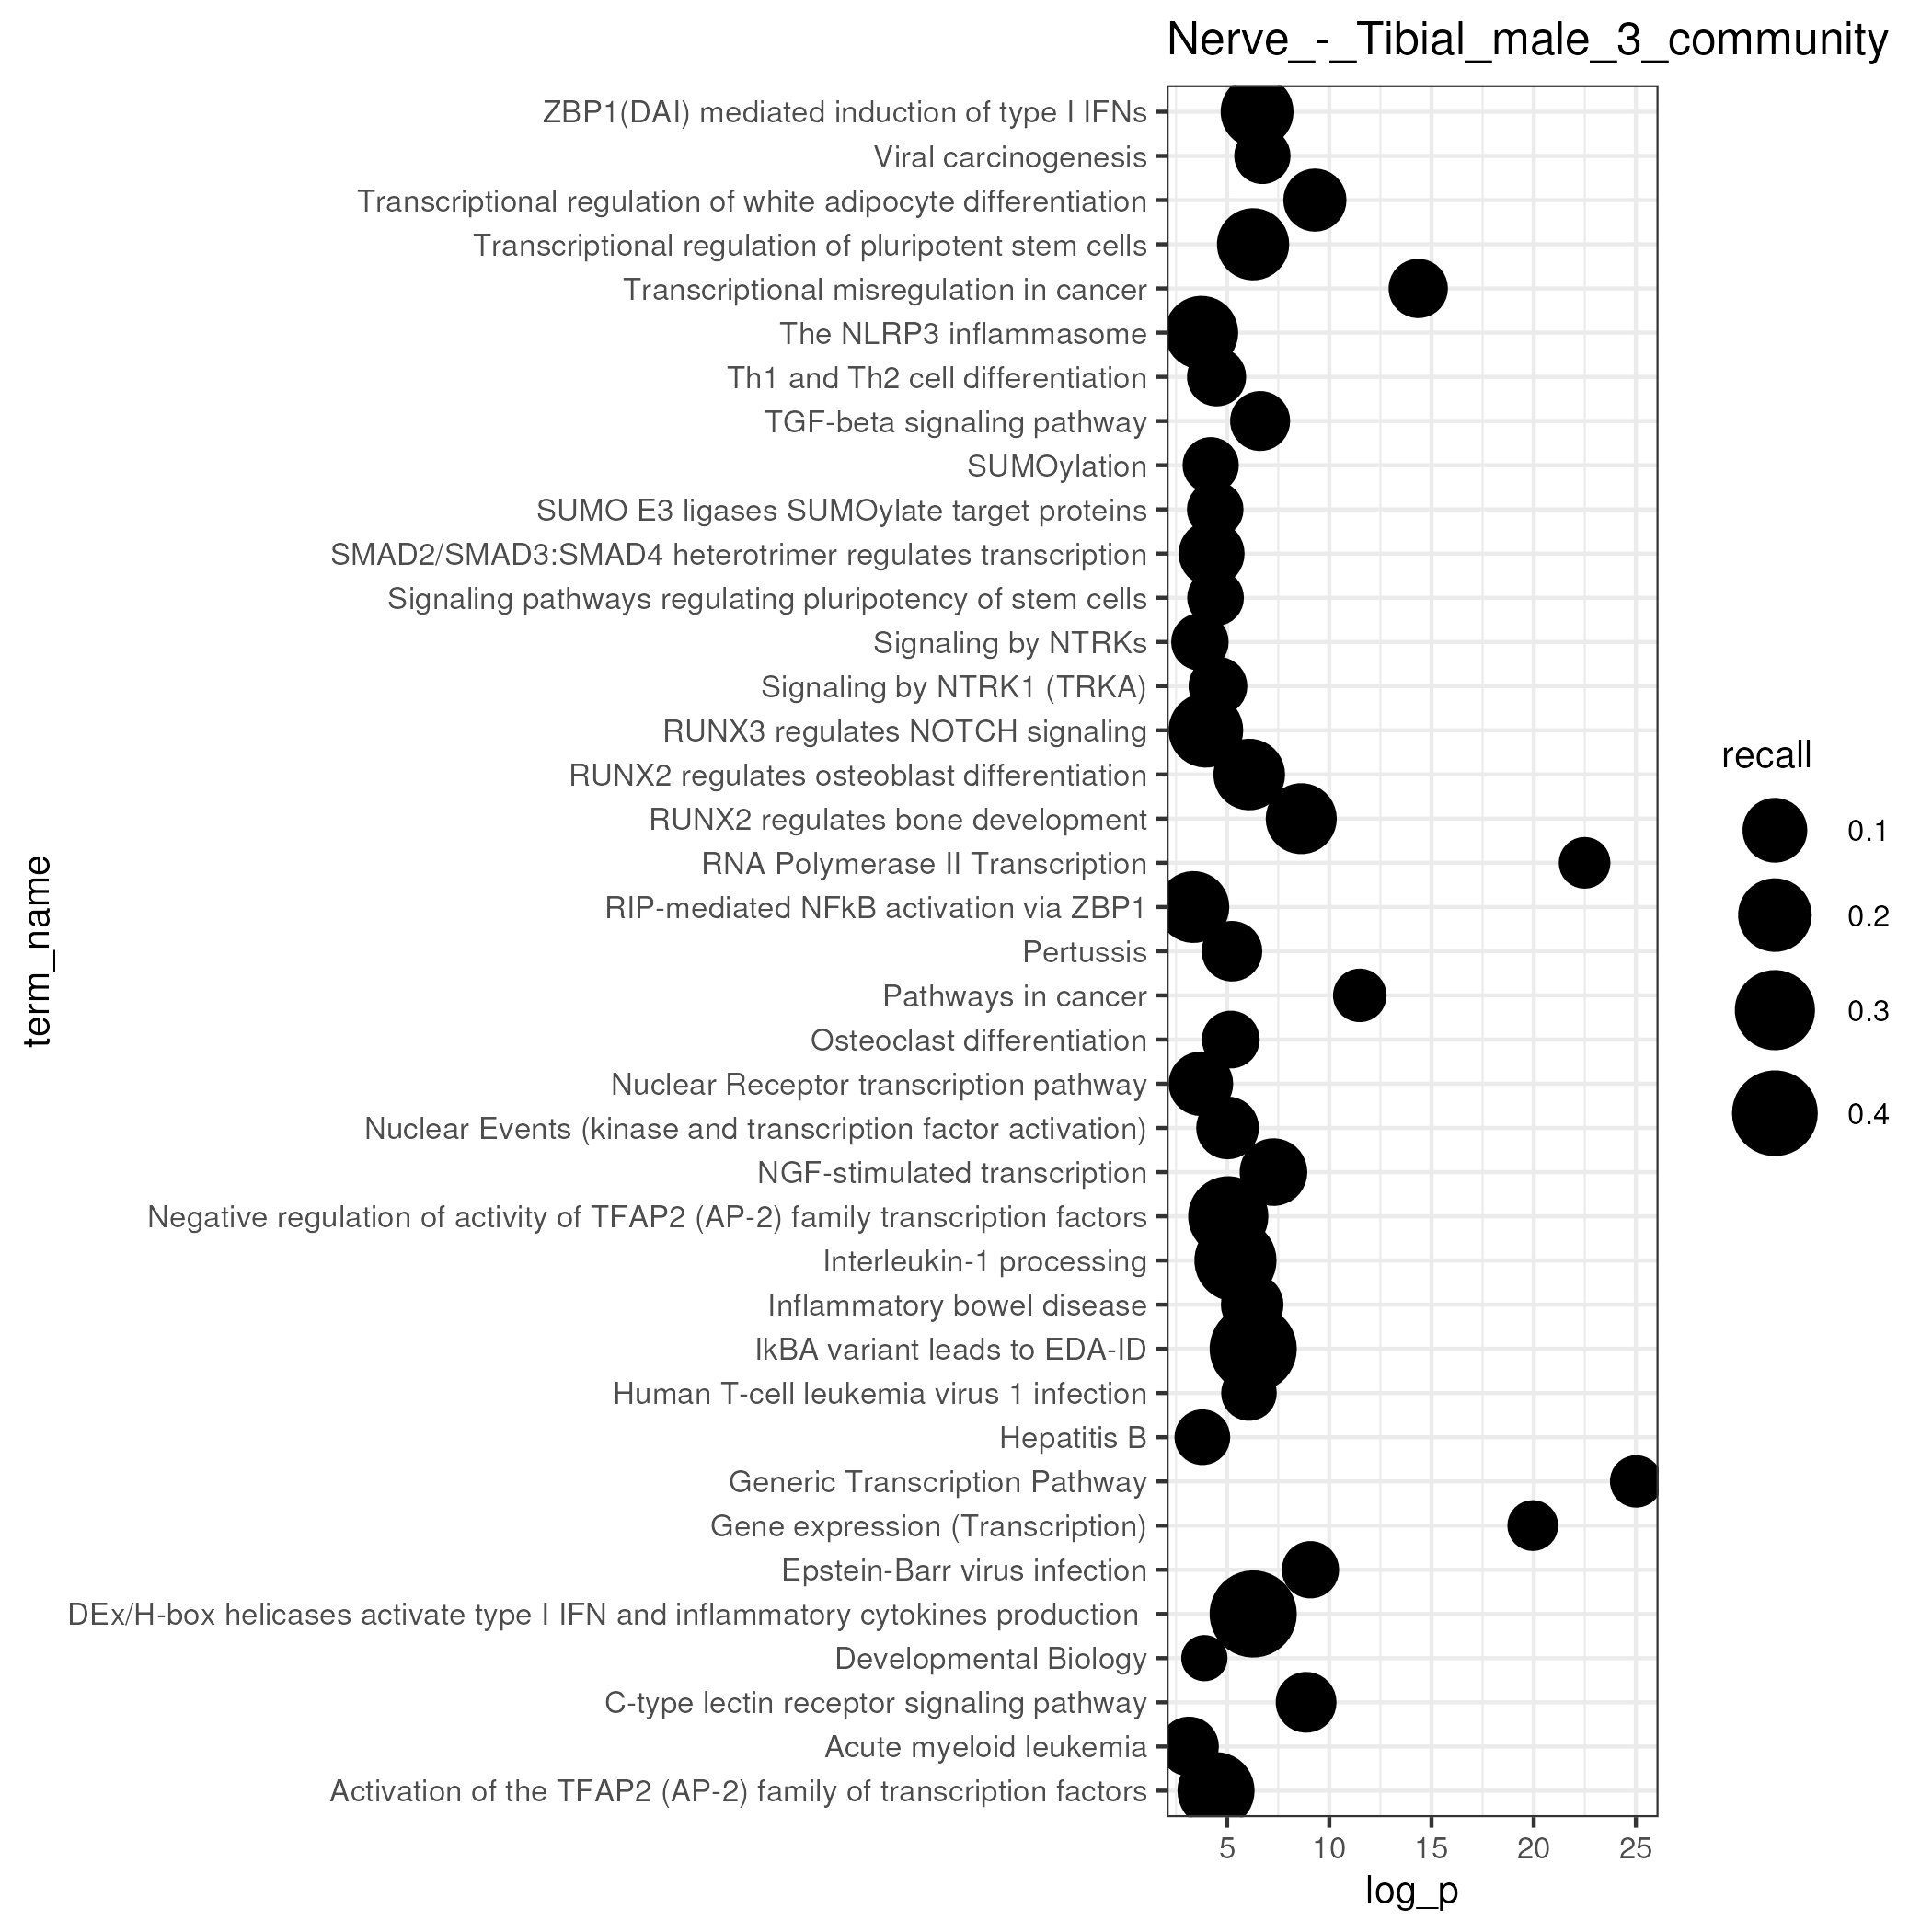 Nerve_-_Tibial_male_3_community
ZBP1(DAI) mediated induction of type I IFNs
Viral carcinogenesis
Transcriptional regulation of white adipocyte differentiation
Transcriptional regulation of pluripotent stem cells
Transcriptional misregulation in cancer
The NLRP3 inflammasome
Th1 and Th2 cell differentiation
TGF-beta signaling pathway
SUMOylation
SUMO E3 ligases SUMOylate target proteins
SMAD2/SMAD3:SMAD4 heterotrimer regulates transcription
Signaling pathways regulating pluripotency of stem cells
Signaling by NTRKs
Signaling by NTRK1 (TRKA)
RUNX3 regulates NOTCH signaling
RUNX2 regulates osteoblast differentiation
RUNX2 regulates bone development
RNA Polymerase II Transcription
RIP-mediated NFkB activation via ZBP1
Pertussis
Pathways in cancer
Osteoclast differentiation
Nuclear Receptor transcription pathway
Nuclear Events (kinase and transcription factor activation)
NGF-stimulated transcription
Negative regulation of activity of TFAP2 (AP-2) family transcription factors
Interleukin-1 processing
Inflammatory bowel disease
IkBA variant leads to EDA-ID
Human T-cell leukemia virus 1 infection
Hepatitis B
Generic Transcription Pathway
Gene expression (Transcription)
Epstein-Barr virus infection
DEx/H-box helicases activate type I IFN and inflammatory cytokines production
Developmental Biology
C-type lectin receptor signaling pathway
Acute myeloid leukemia
Activation of the TFAP2 (AP-2) family of transcription factors
term_name
5 10 15 20 25
log_p
recall
0.1
0.2
0.3
0.4